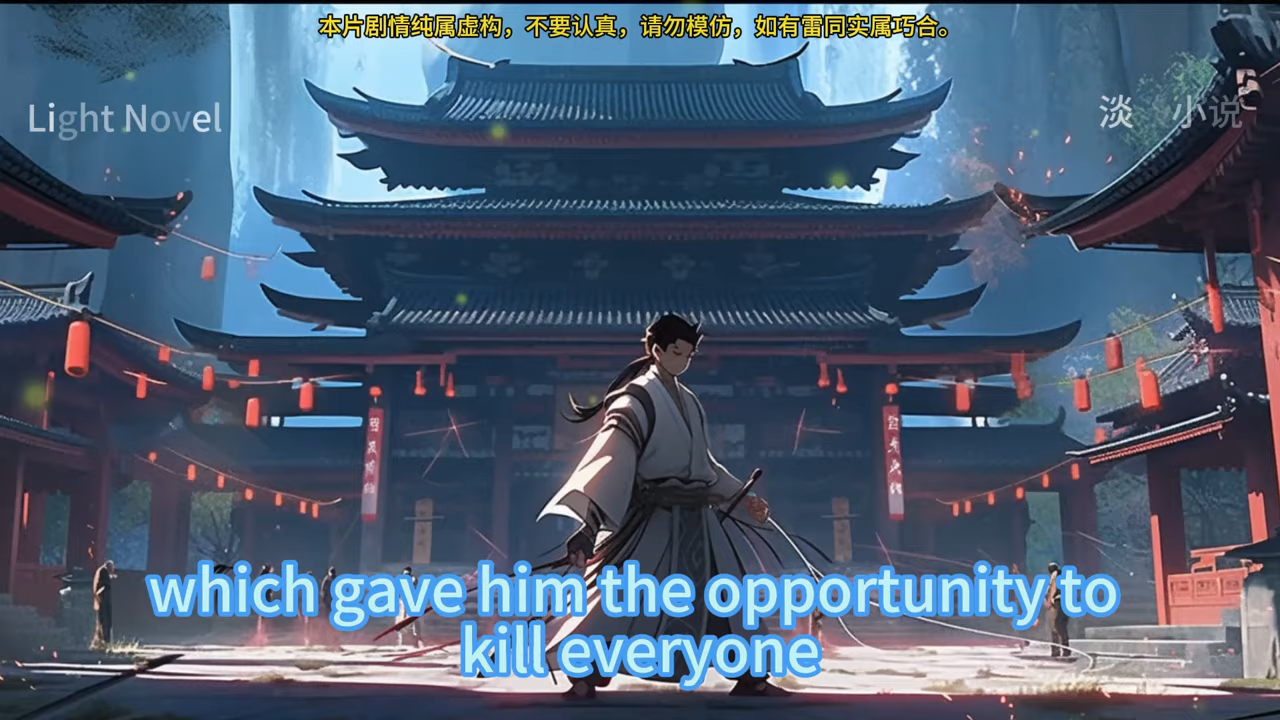 本片剧情纯属虚构，不要认真，请勿模仿，如有雷同实属巧合。
Light Novel
淡 小说
which gave him the opportunity to
kill everyone